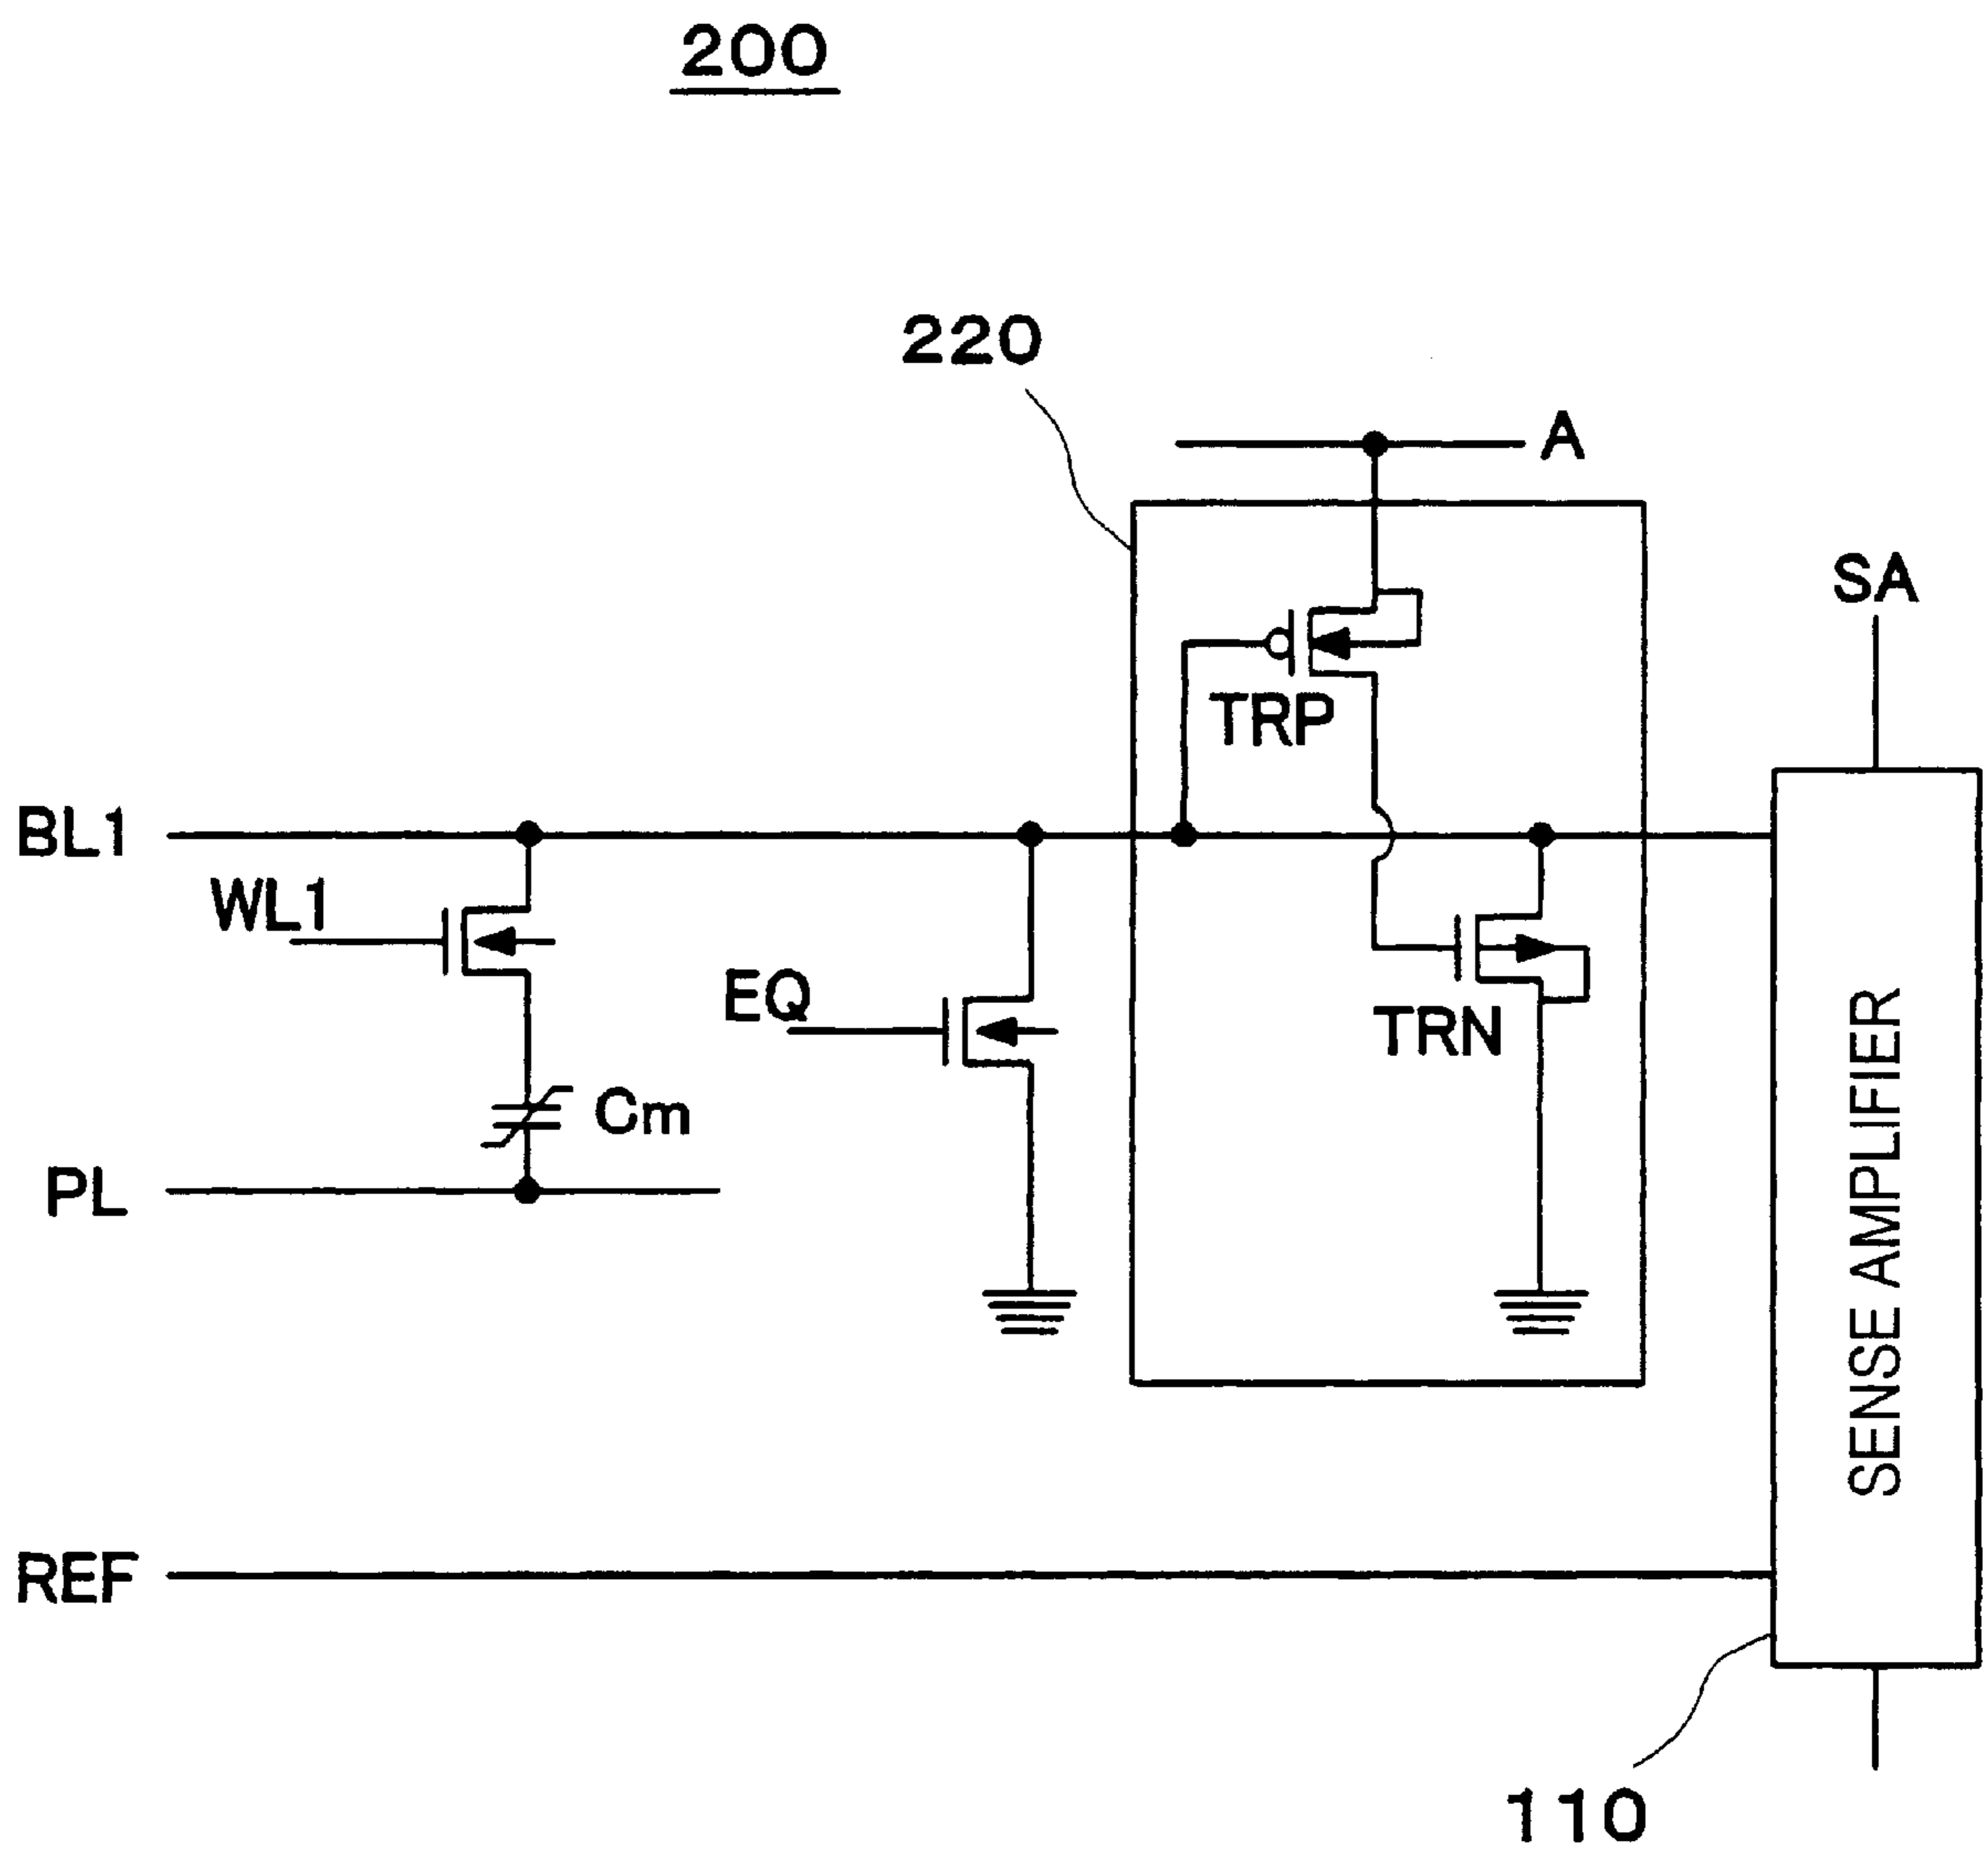 200
220
A
SA
TRP
BL1
WL1
EQ
TRN
Cm
PL
SENSE AMPLIFIER
REF
110